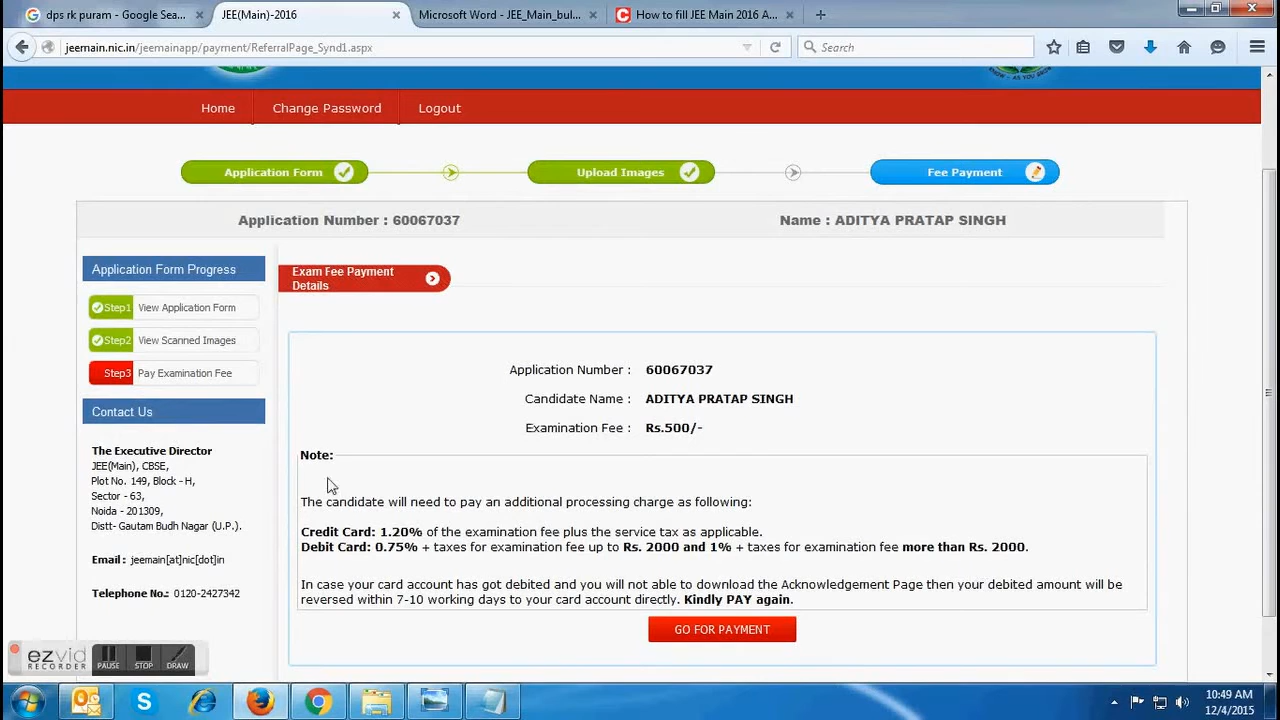 dps rk puram - Google Sea...
JEE(Main)-2016
Microsoft Word - JEE_Main_bul...
How to fill JEE Main 2016 A...
jeemain.nic.in/jeemainapp/payment/ReferralPage_Synd1.aspx
Search
Home
Change Password
Logout
Application Form
Upload Images
Fee Payment
Application Number : 60067037
Name : ADITYA PRATAP SINGH
Application Form Progress
Step1 View Application Form
Step2 View Scanned Images
Step3 Pay Examination Fee
Contact Us
The Executive Director
JEE(Main), CBSE,
Plot No. 149, Block - H,
Sector - 63,
Noida - 201309,
Distt- Gautam Budh Nagar (U.P.).
Email : jeemain[at]nic[dot]in
Telephone No.: 0120-2427342
Exam Fee Payment
Details
Application Number : 60067037
Candidate Name : ADITYA PRATAP SINGH
Examination Fee : Rs.500/-
Note:
The candidate will need to pay an additional processing charge as following:
Credit Card: 1.20% of the examination fee plus the service tax as applicable.
Debit Card: 0.75% + taxes for examination fee up to Rs. 2000 and 1% + taxes for examination fee more than Rs. 2000.
In case your card account has got debited and you will not able to download the Acknowledgement Page then your debited amount will be
reversed within 7-10 working days to your card account directly. Kindly PAY again.
GO FOR PAYMENT
ezvid
RECORDER
PAUSE
STOP
DRAW
10:49 AM
12/4/2015